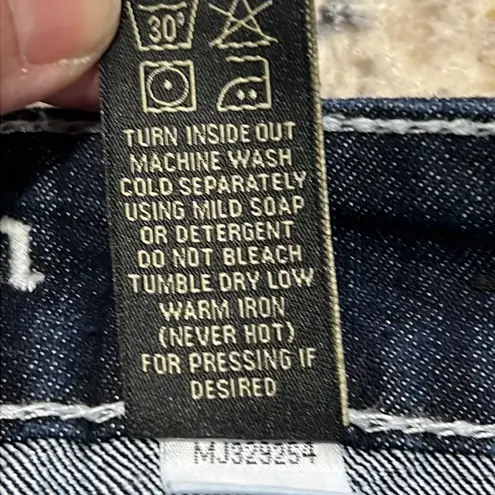 30°
TURN INSIDE OUT
MACHINE WASH
COLD SEPARATELY
USING MILD SOAP
OR DETERGENT
DO NOT BLEACH
TUMBLE DRY LOW
WARM IRON
(NEVER HOT)
FOR PRESSING IF
DESIRED
MJ329254